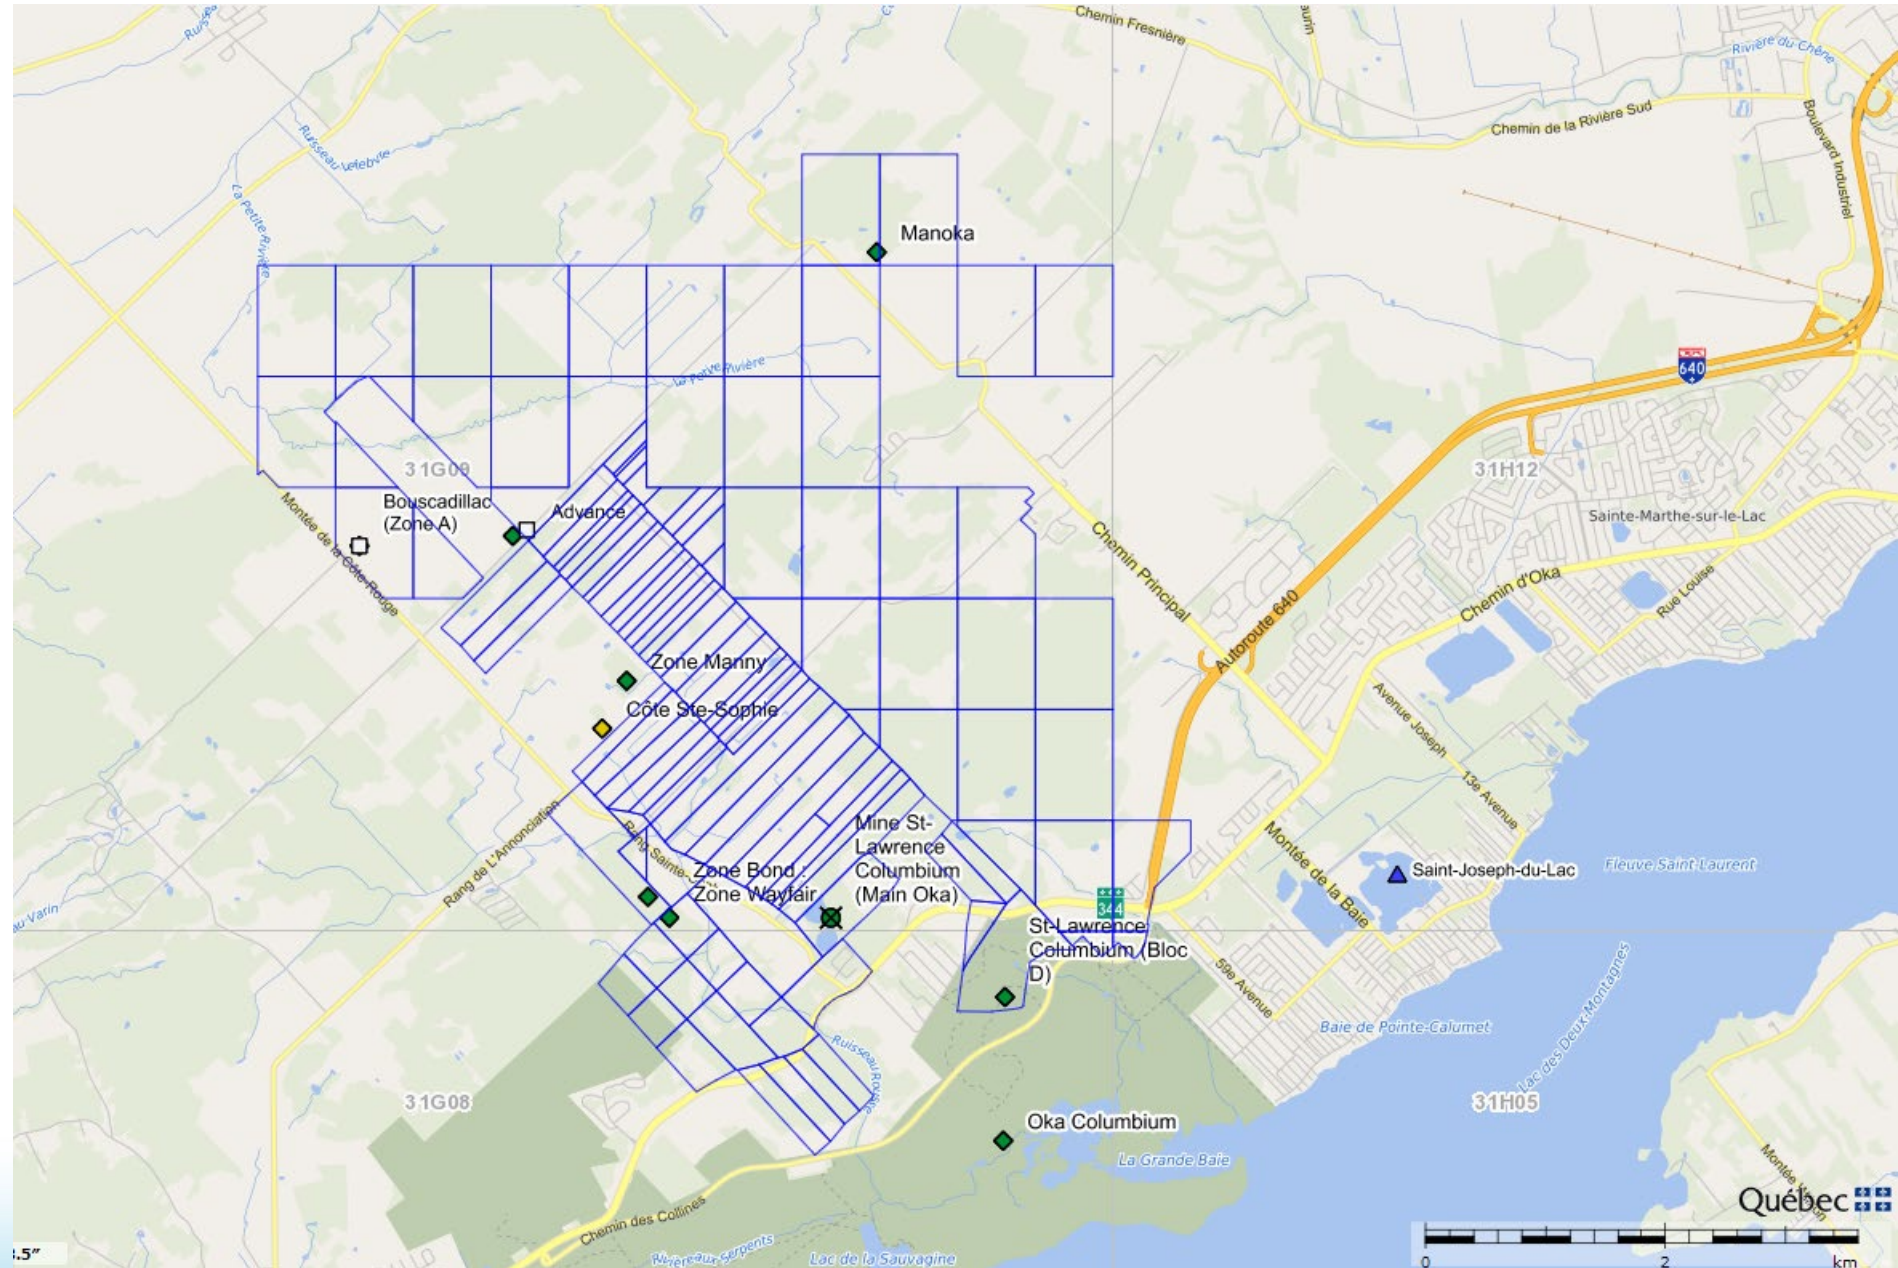 Chemin Fresnière
Rivière du Chêne
Ruisseau Lefebvre
Chemin de la Rivière Sud
Boulevard Industriel
La Petite Rivière
Manoka
La Petite Rivière
640
31G09
31H12
Bouscadillac
(Zone A)
Advance
Sainte-Marthe-sur-le-Lac
Montée de la Côte-Rouge
Chemin Principal
Chemin d'Oka
Rue Louise
Autoroute 640
Zone Manny
Côte Ste-Sophie
Avenue Joseph
13e Avenue
Rang de L'Annonciation
Rang Sainte-
Mine St-
Lawrence
Columbium
(Main Oka)
Zone Bond :
Zone Wayfair
Montée de la Baie
Saint-Joseph-du-Lac
Fleuve Saint-Laurent
344
St-Lawrence
Columbium (Bloc
D)
59e Avenue
Baie de Pointe-Calumet
Lac des Deux-Montagnes
Ruisseau Rousse
31G08
31H05
Oka Columbium
La Grande Baie
Chemin des Collines
Rivière aux Serpents
Lac de la Sauvagine
Québec
0 2 km
.5"